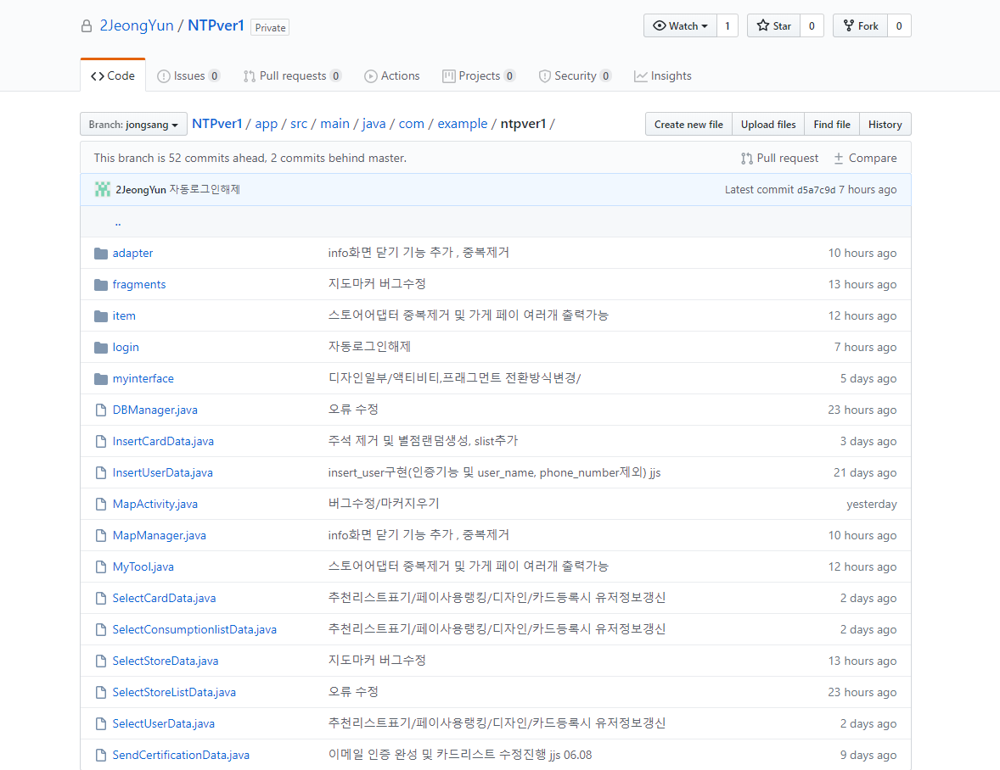 2JeongYun / NTPver1 Private
Watch 1 Star 0 Fork 0
Code Issues 0 Pull requests 0 Actions Projects 0 Security 0 Insights
Branch: jongsang NTPver1 / app / src / main / java / com / example / ntpver1 / Create new file Upload files Find file History
This branch is 52 commits ahead, 2 commits behind master. Pull request Compare
2JeongYun 자동로그인해제 Latest commit d5a7c9d 7 hours ago
..
adapter info화면 닫기 기능 추가 , 중복제거 10 hours ago
fragments 지도마커 버그수정 13 hours ago
item 스토어어댑터 중복제거 및 가게 페이 여러개 출력가능 12 hours ago
login 자동로그인해제 7 hours ago
myinterface 디자인일부/액티비티,프래그먼트 전환방식변경/ 5 days ago
DBManager.java 오류 수정 23 hours ago
InsertCardData.java 주석 제거 및 별점랜덤생성, slist추가 3 days ago
InsertUserData.java insert_user구현(인증기능 및 user_name, phone_number제외) jjs 21 days ago
MapActivity.java 버그수정/마커지우기 yesterday
MapManager.java info화면 닫기 기능 추가 , 중복제거 10 hours ago
MyTool.java 스토어어댑터 중복제거 및 가게 페이 여러개 출력가능 12 hours ago
SelectCardData.java 추천리스트표기/페이사용랭킹/디자인/카드등록시 유저정보갱신 2 days ago
SelectConsumptionlistData.java 추천리스트표기/페이사용랭킹/디자인/카드등록시 유저정보갱신 2 days ago
SelectStoreData.java 지도마커 버그수정 13 hours ago
SelectStoreListData.java 오류 수정 23 hours ago
SelectUserData.java 추천리스트표기/페이사용랭킹/디자인/카드등록시 유저정보갱신 2 days ago
SendCertificationData.java 이메일 인증 완성 및 카드리스트 수정진행 jjs 06.08 9 days ago